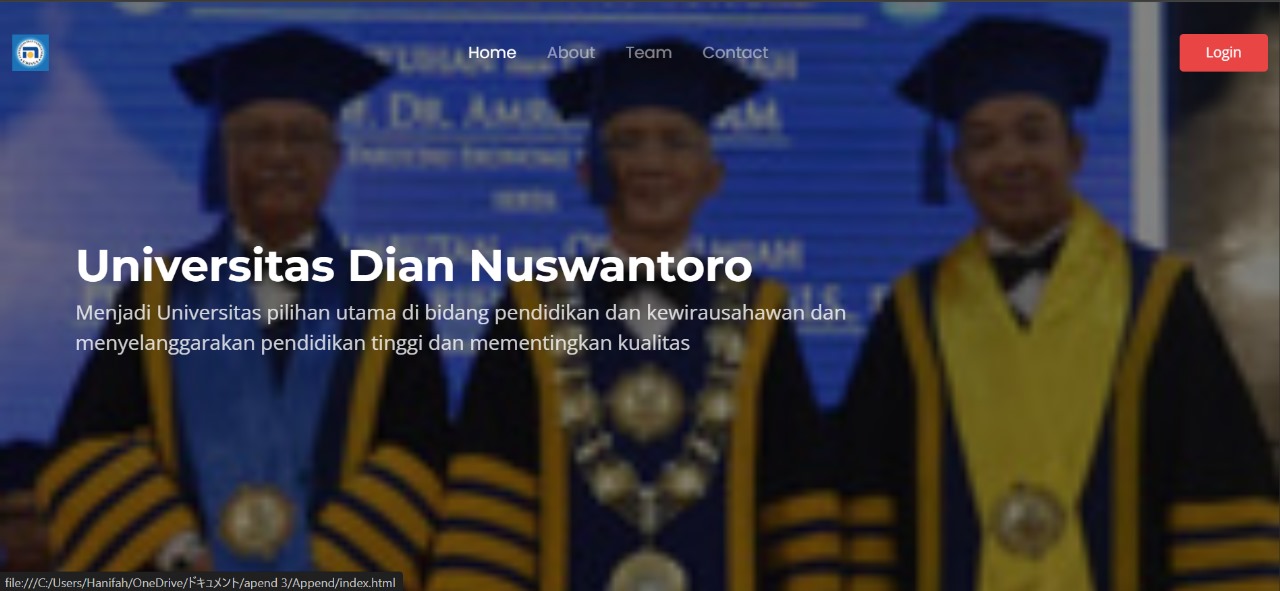 Home About Team Contact Login
DR.
Universitas Dian Nuswantoro
Menjadi Universitas pilihan utama di bidang pendidikan dan kewirausahawan dan
menyelanggarakan pendidikan tinggi dan mementingkan kualitas
file:///C:/Users/Hanifah/OneDrive/ドキュメント/apend 3/Append/index.html